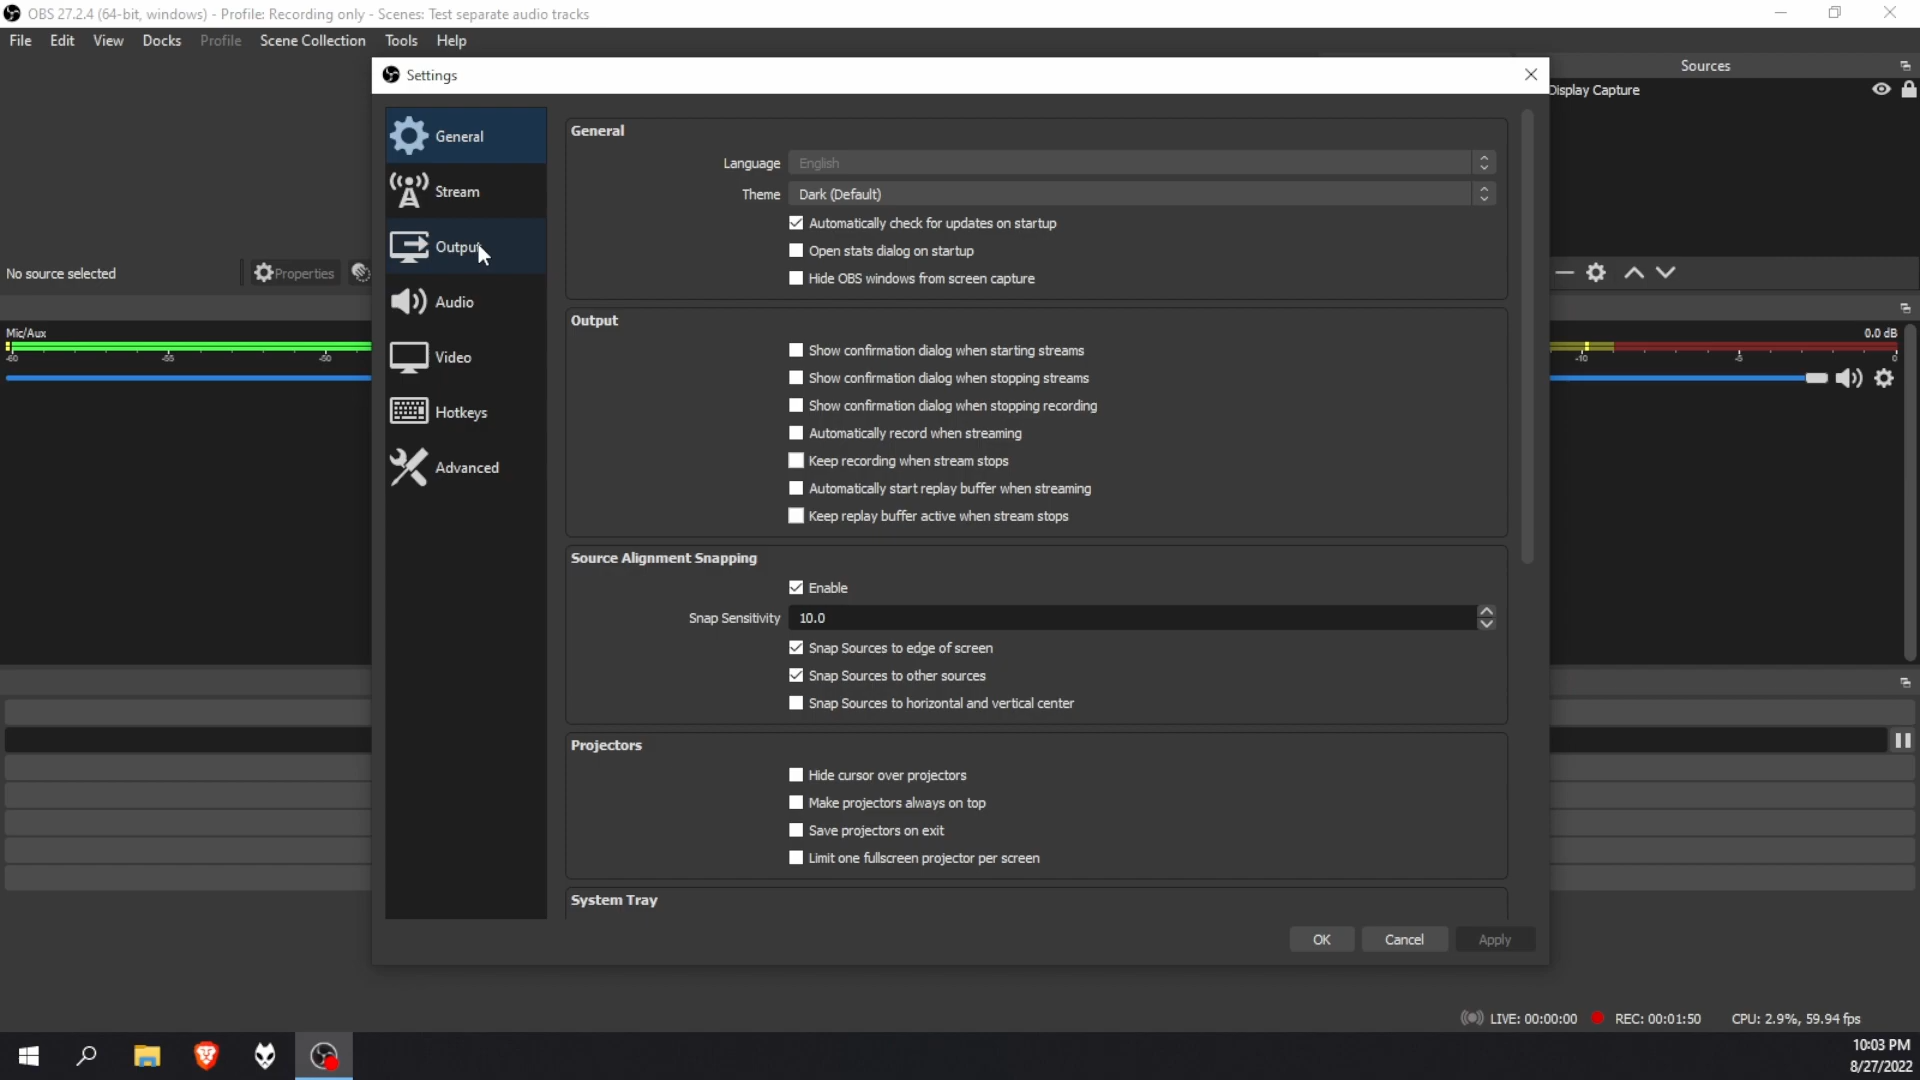 OBS 27.2.4 (64-bit, windows) - Profile: Recording only - Scenes: Test separate audio tracks
File Edit View Docks Profile Scene Collection Tools Help
Settings
Sources
Display Capture
General
Stream
Output
Audio
Video
Hotkeys
Advanced
General
Language English
Theme Dark (Default)
Automatically check for updates on startup
Open stats dialog on startup
Hide OBS windows from screen capture
Output
Show confirmation dialog when starting streams
Show confirmation dialog when stopping streams
Show confirmation dialog when stopping recording
Automatically record when streaming
Keep recording when stream stops
Automatically start replay buffer when streaming
Keep replay buffer active when stream stops
Source Alignment Snapping
Enable
Snap Sensitivity 10.0
Snap Sources to edge of screen
Snap Sources to other sources
Snap Sources to horizontal and vertical center
Projectors
Hide cursor over projectors
Make projectors always on top
Save projectors on exit
Limit one fullscreen projector per screen
System Tray
OK Cancel Apply
No source selected Properties
Mic/Aux 0.0 dB
-60 -55 -50 -10 -5 0
LIVE: 00:00:00 REC: 00:01:50 CPU: 2.9%, 59.94 fps
10:03 PM
8/27/2022